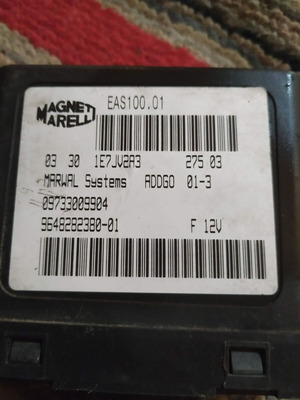 MAGNETI
MARELLI
EAS100.01
03 30 1E7JV2A3 275 03
MARWAL Systems ADDGO 01-3
09733009904
9648282380-01 F 12V